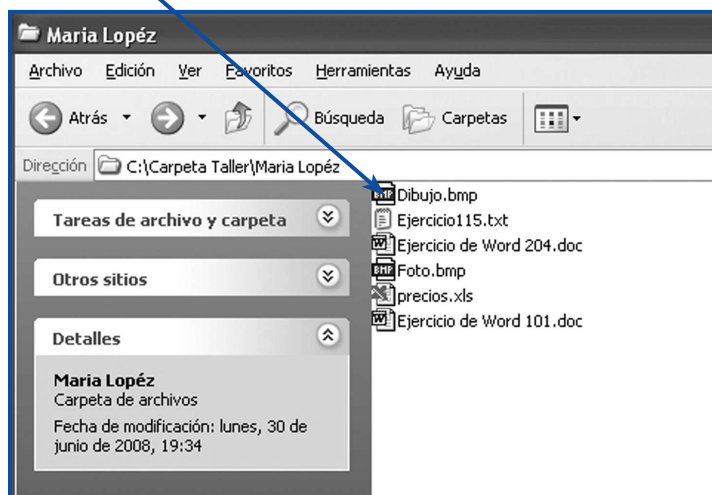 Maria Lopéz
Archivo Edición Ver Favoritos Herramientas Ayuda
Atrás Búsqueda Carpetas
Dirección C:\Carpeta Taller\Maria Lopéz
Tareas de archivo y carpeta
Otros sitios
Detalles
Maria Lopéz
Carpeta de archivos
Fecha de modificación: lunes, 30 de
junio de 2008, 19:34
BMP Dibujo.bmp
Ejercicio115.txt
W Ejercicio de Word 204.doc
BMP Foto.bmp
precios.xls
W Ejercicio de Word 101.doc